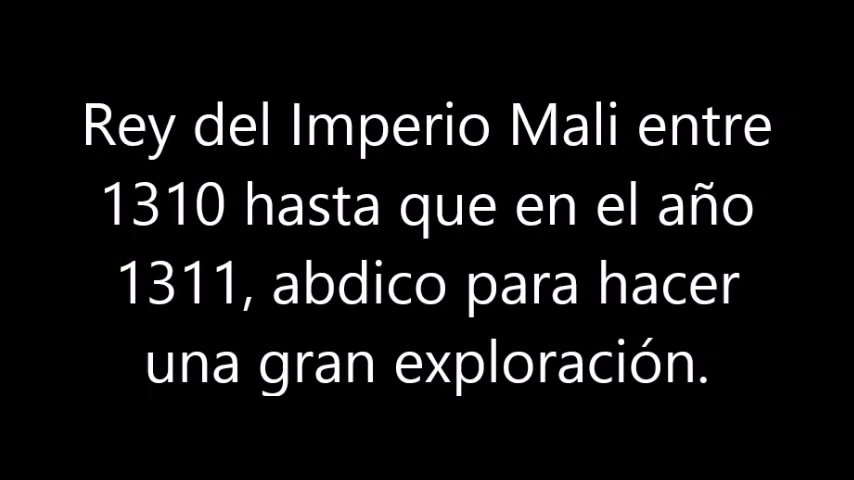 Rey del Imperio Mali entre
1310 hasta que en el año
1311, abdico para hacer
una gran exploración.